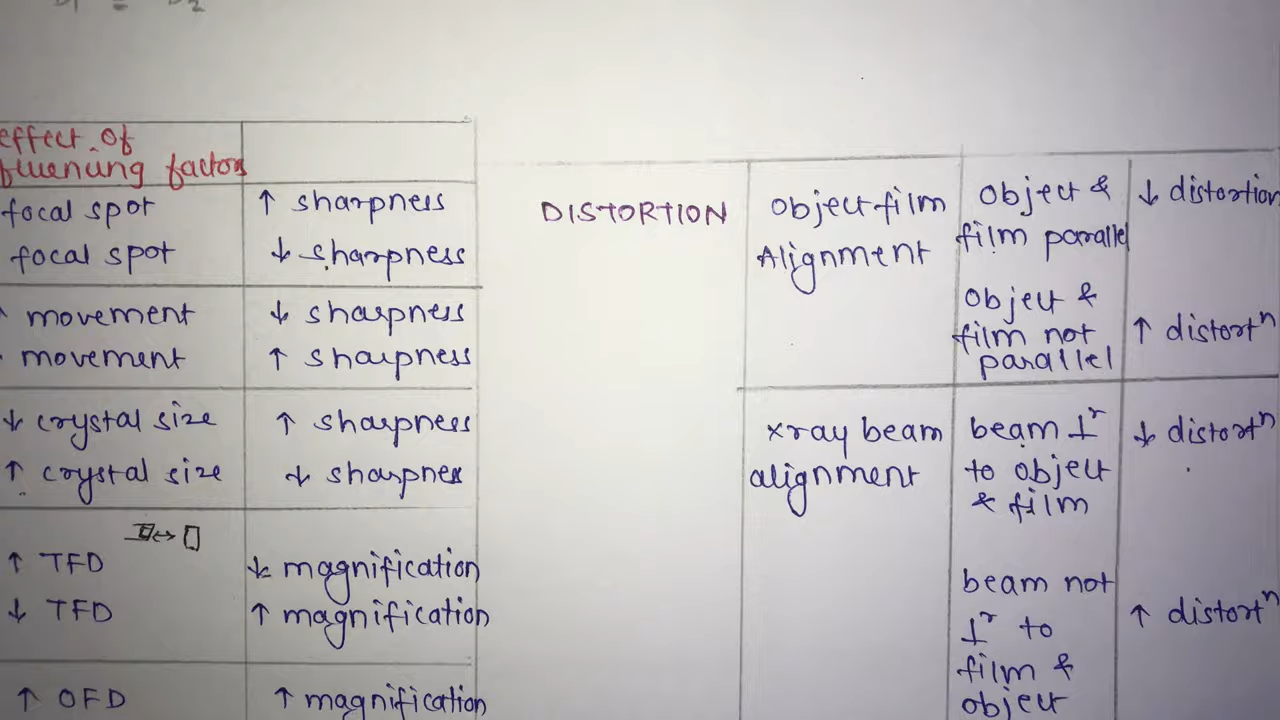 effect of
fluenuing factors
focal spot
↑ sharpness
focal spot
↓ sharpness
movement
↓ sharpness
movement
↑ sharpness
↓ crystal size
↑ sharpness
↑ crystal size
↓ sharpness
↑ TFD
↓ magnification
↓ TFD
↑ magnification
↑ OFD
↑ magnification
DISTORTION
object film
Alignment
object &
film parallel
↓ distortion
object &
film not
parallel
↑ distortⁿ
xray beam
alignment
beam ⊥ʳ
to object
& film
↓ distortⁿ
beam not
⊥ʳ to
film &
object
↑ distortⁿ